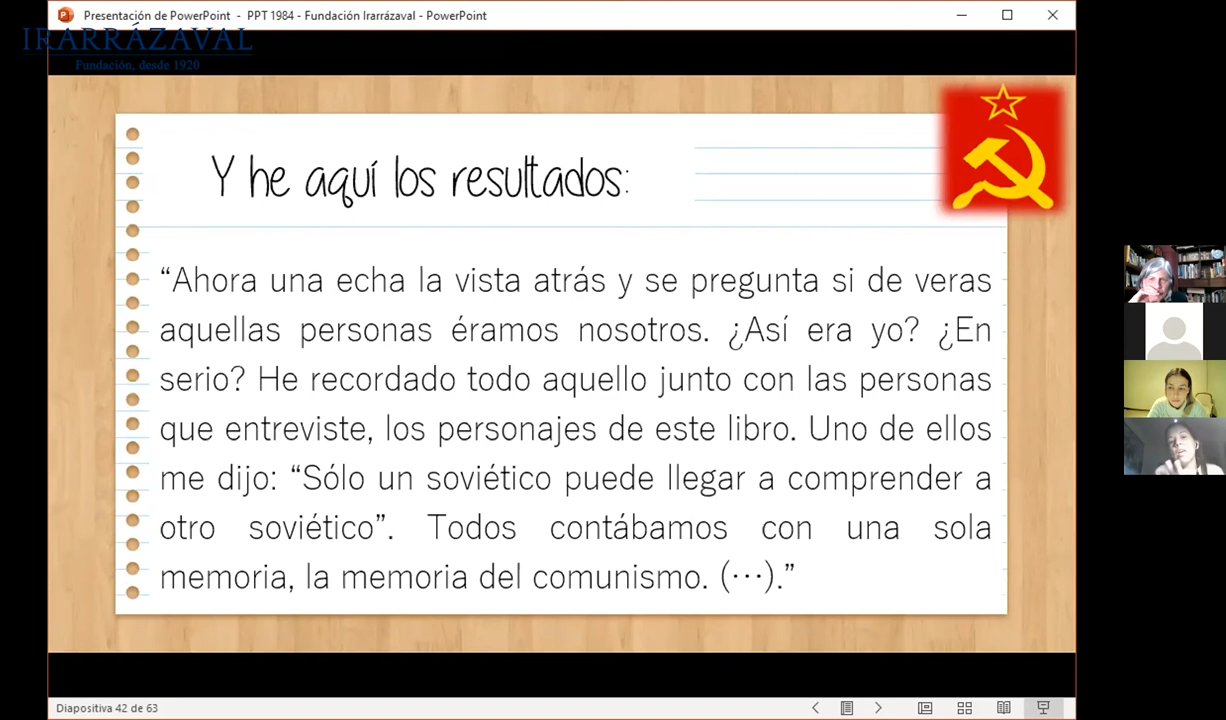 Presentación de PowerPoint - PPT 1984 - Fundación Irarrázaval - PowerPoint
IRARRÁZAVAL
Fundación, desde 1920
Y he aquí los resultados:
“Ahora una echa la vista atrás y se pregunta si de veras
aquellas personas éramos nosotros. ¿Así era yo? ¿En
serio? He recordado todo aquello junto con las personas
que entreviste, los personajes de este libro. Uno de ellos
me dijo: “Sólo un soviético puede llegar a comprender a
otro soviético”. Todos contábamos con una sola
memoria, la memoria del comunismo. (···).”
Diapositiva 42 de 63